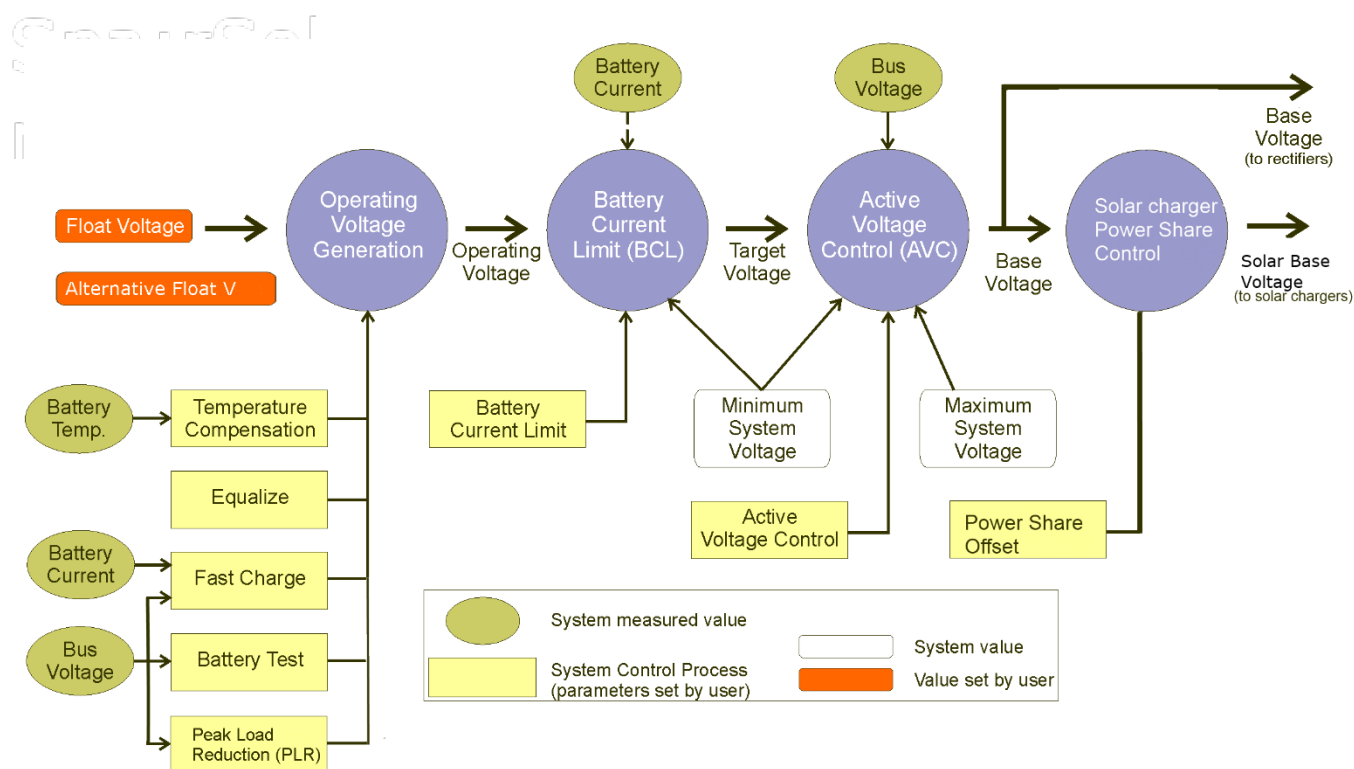 Battery
Current
Bus
Voltage
Base
Voltage
(to rectifiers)
Float Voltage
Alternative Float V
Operating
Voltage
Generation
Operating
Voltage
Battery
Current
Limit (BCL)
Target
Voltage
Active
Voltage
Control (AVC)
Base
Voltage
Solar charger
Power Share
Control
Solar Base
Voltage
(to solar chargers)
Battery
Temp.
Temperature
Compensation
Battery
Current Limit
Minimum
System
Voltage
Maximum
System
Voltage
Equalize
Active
Voltage Control
Power Share
Offset
Battery
Current
Fast Charge
Bus
Voltage
Battery Test
Peak Load
Reduction (PLR)
System measured value
System Control Process
(parameters set by user)
System value
Value set by user